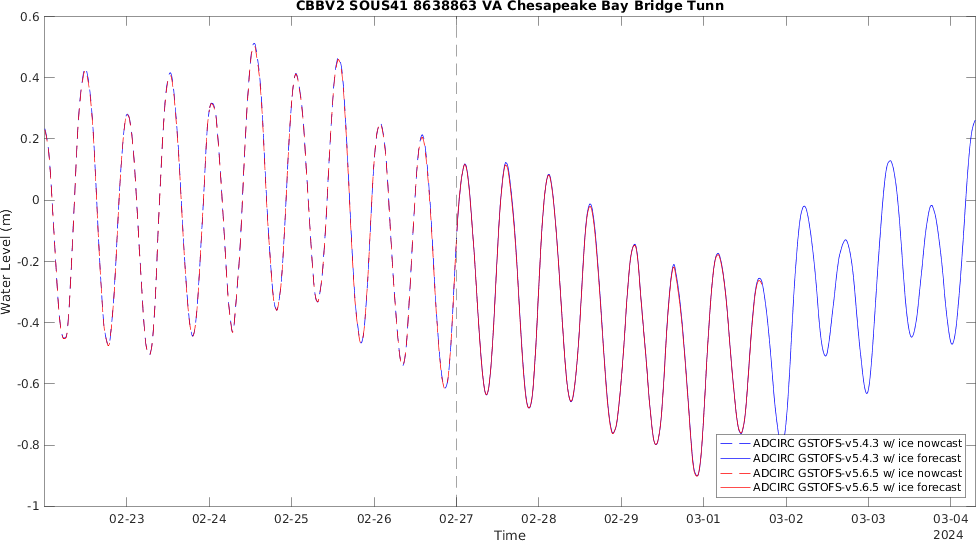 CBBV2 SOUS41 8638863 VA Chesapeake Bay Bridge Tunn
0.6
0.4
0.2
0
-0.2
-0.4
-0.6
-0.8
-1
Water Level (m)
ADCIRC GSTOFS-v5.4.3 w/ ice nowcast
ADCIRC GSTOFS-v5.4.3 w/ ice forecast
ADCIRC GSTOFS-v5.6.5 w/ ice nowcast
ADCIRC GSTOFS-v5.6.5 w/ ice forecast
02-23 02-24 02-25 02-26 02-27 02-28 02-29 03-01 03-02 03-03 03-04
Time 2024